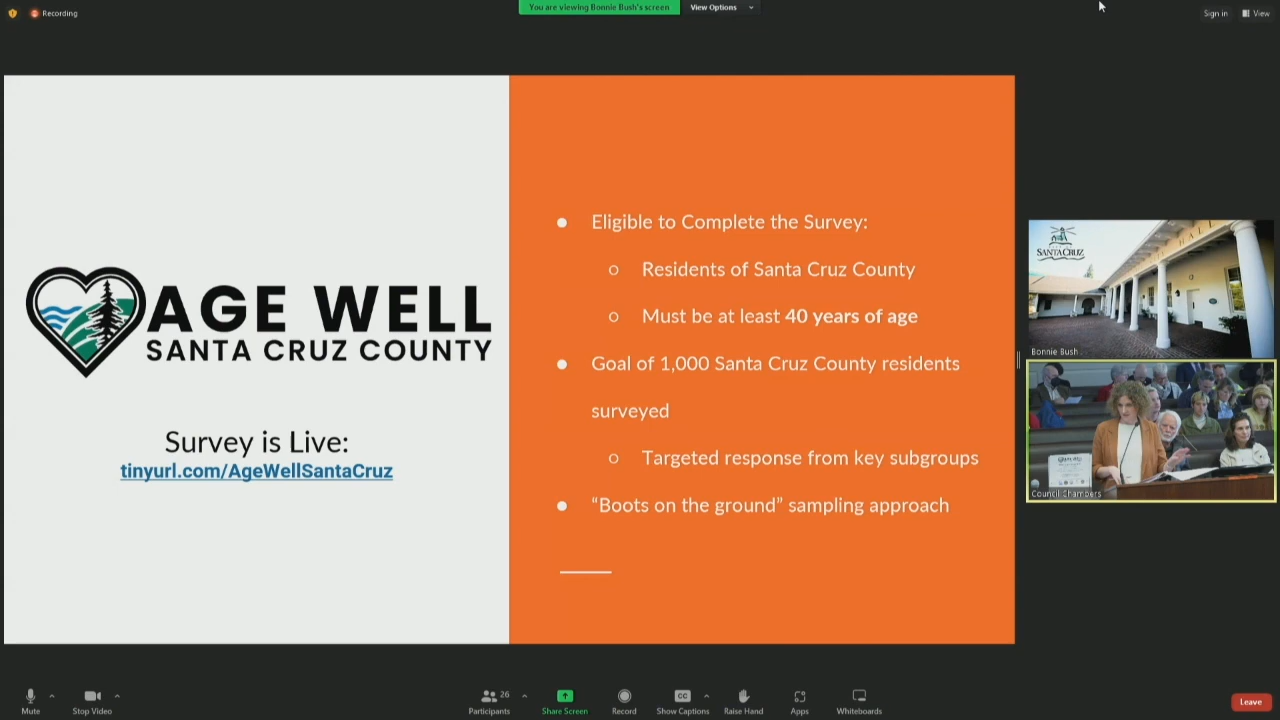 Recording
You are viewing Bonnie Bush's screen
View Options
Sign in
View
AGE WELL
SANTA CRUZ COUNTY
Survey is Live:
tinyurl.com/AgeWellSantaCruz
● Eligible to Complete the Survey:
○ Residents of Santa Cruz County
○ Must be at least 40 years of age
● Goal of 1,000 Santa Cruz County residents
surveyed
○ Targeted response from key subgroups
● “Boots on the ground” sampling approach
SANTA CRUZ
HALL
Bonnie Bush
Council Chambers
Mute
Stop Video
26
Participants
Share Screen
Record
CC
Show Captions
Raise Hand
Apps
Whiteboards
Leave